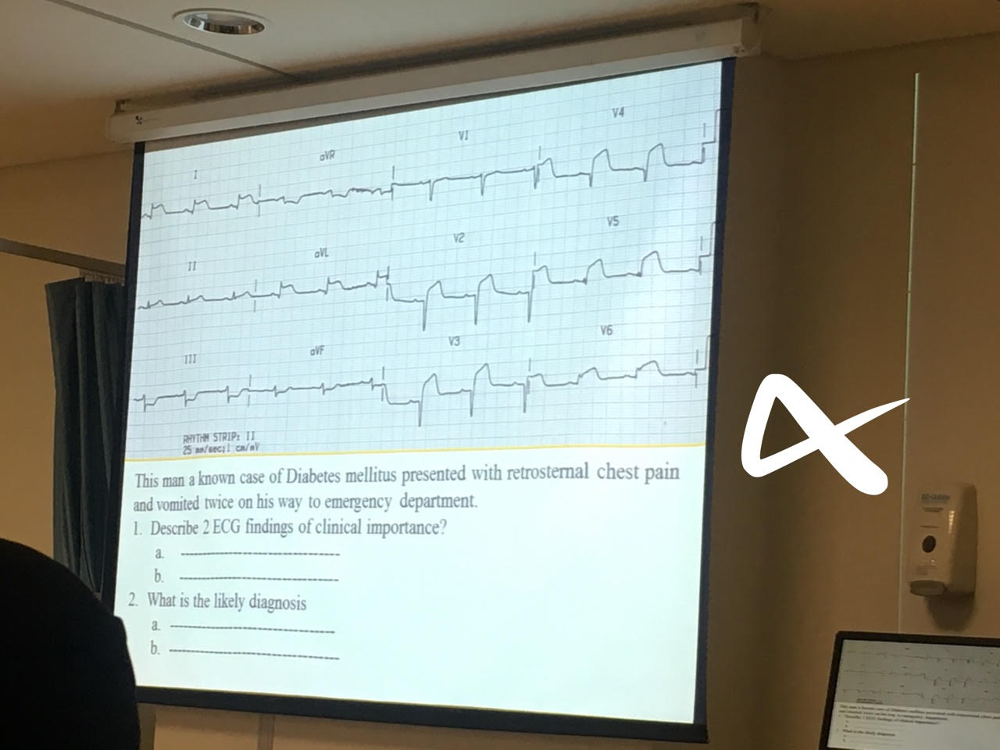 I
aVR
V1
V4
II
aVL
V2
V5
III
aVF
V3
V6
RHYTHM STRIP: II
25 mm/sec;1 cm/mV
This man a known case of Diabetes mellitus presented with retrosternal chest pain
and vomited twice on his way to emergency department.
1. Describe 2 ECG findings of clinical importance?
a.
b.
2. What is the likely diagnosis
a.
b.